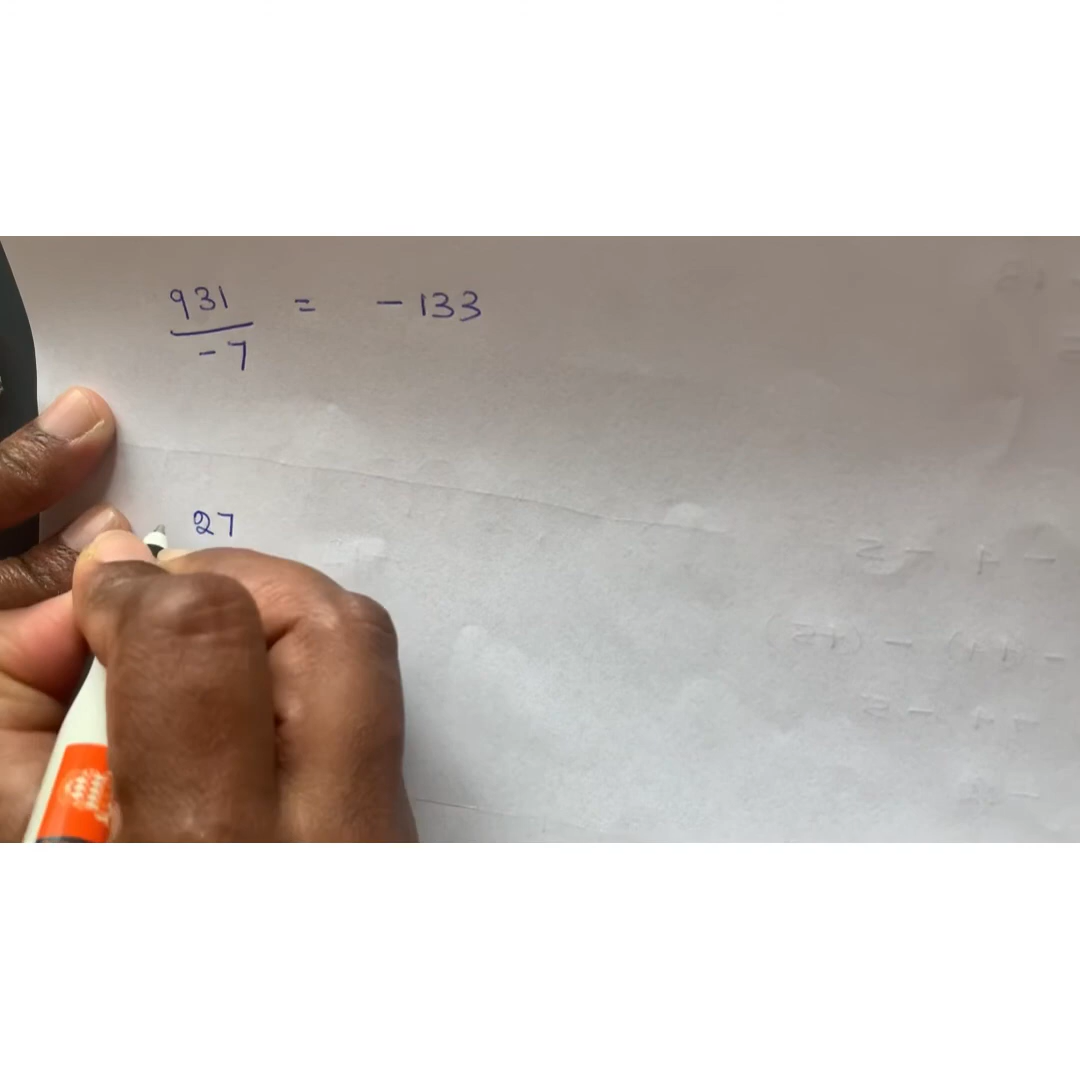 931 = - 133
- 7
27